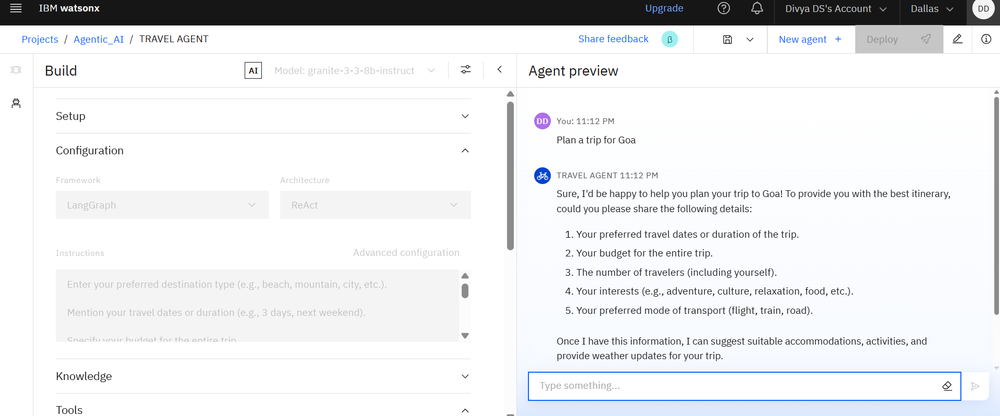 IBM watsonx
Upgrade
Divya DS's Account
Dallas
DD
Projects / Agentic_AI / TRAVEL AGENT
Share feedback
β
New agent +
Deploy
Build
AI
Model: granite-3-3-8b-instruct
Agent preview
Setup
Configuration
Framework
Architecture
LangGraph
ReAct
Instructions
Advanced configuration
Enter your preferred destination type (e.g., beach, mountain, city, etc.).
Mention your travel dates or duration (e.g., 3 days, next weekend).
Specify your budget for the entire trip
Knowledge
Tools
DD
You: 11:12 PM
Plan a trip for Goa
TRAVEL AGENT 11:12 PM
Sure, I'd be happy to help you plan your trip to Goa! To provide you with the best itinerary,
could you please share the following details:
1. Your preferred travel dates or duration of the trip.
2. Your budget for the entire trip.
3. The number of travelers (including yourself).
4. Your interests (e.g., adventure, culture, relaxation, food, etc.).
5. Your preferred mode of transport (flight, train, road).
Once I have this information, I can suggest suitable accommodations, activities, and
provide weather updates for your trip.
Type something...